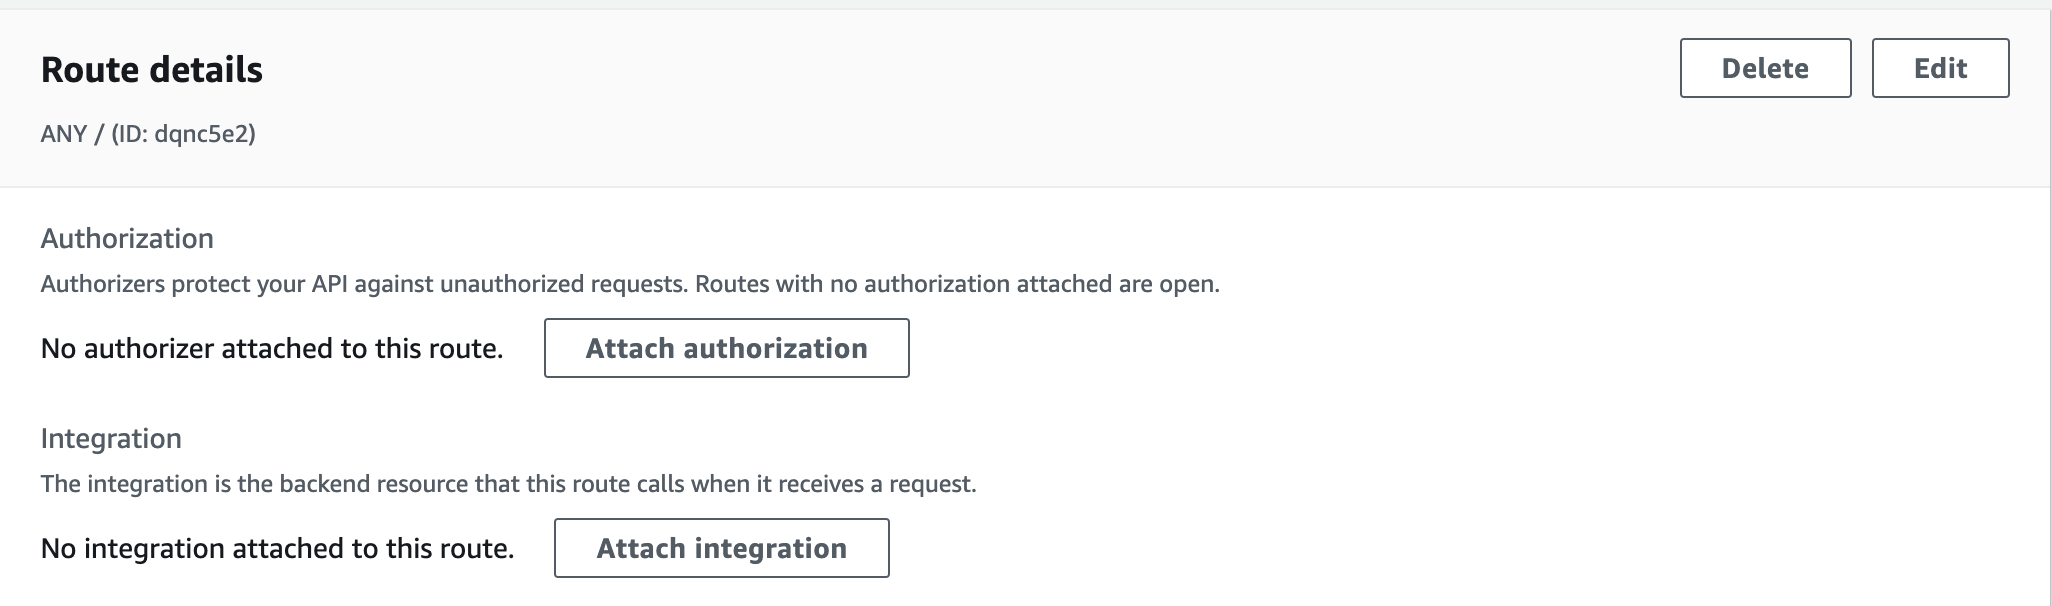 Route details
Delete
Edit
ANY / (ID: dqnc5e2)
Authorization
Authorizers protect your API against unauthorized requests. Routes with no authorization attached are open.
No authorizer attached to this route.
Attach authorization
Integration
The integration is the backend resource that this route calls when it receives a request.
No integration attached to this route.
Attach integration